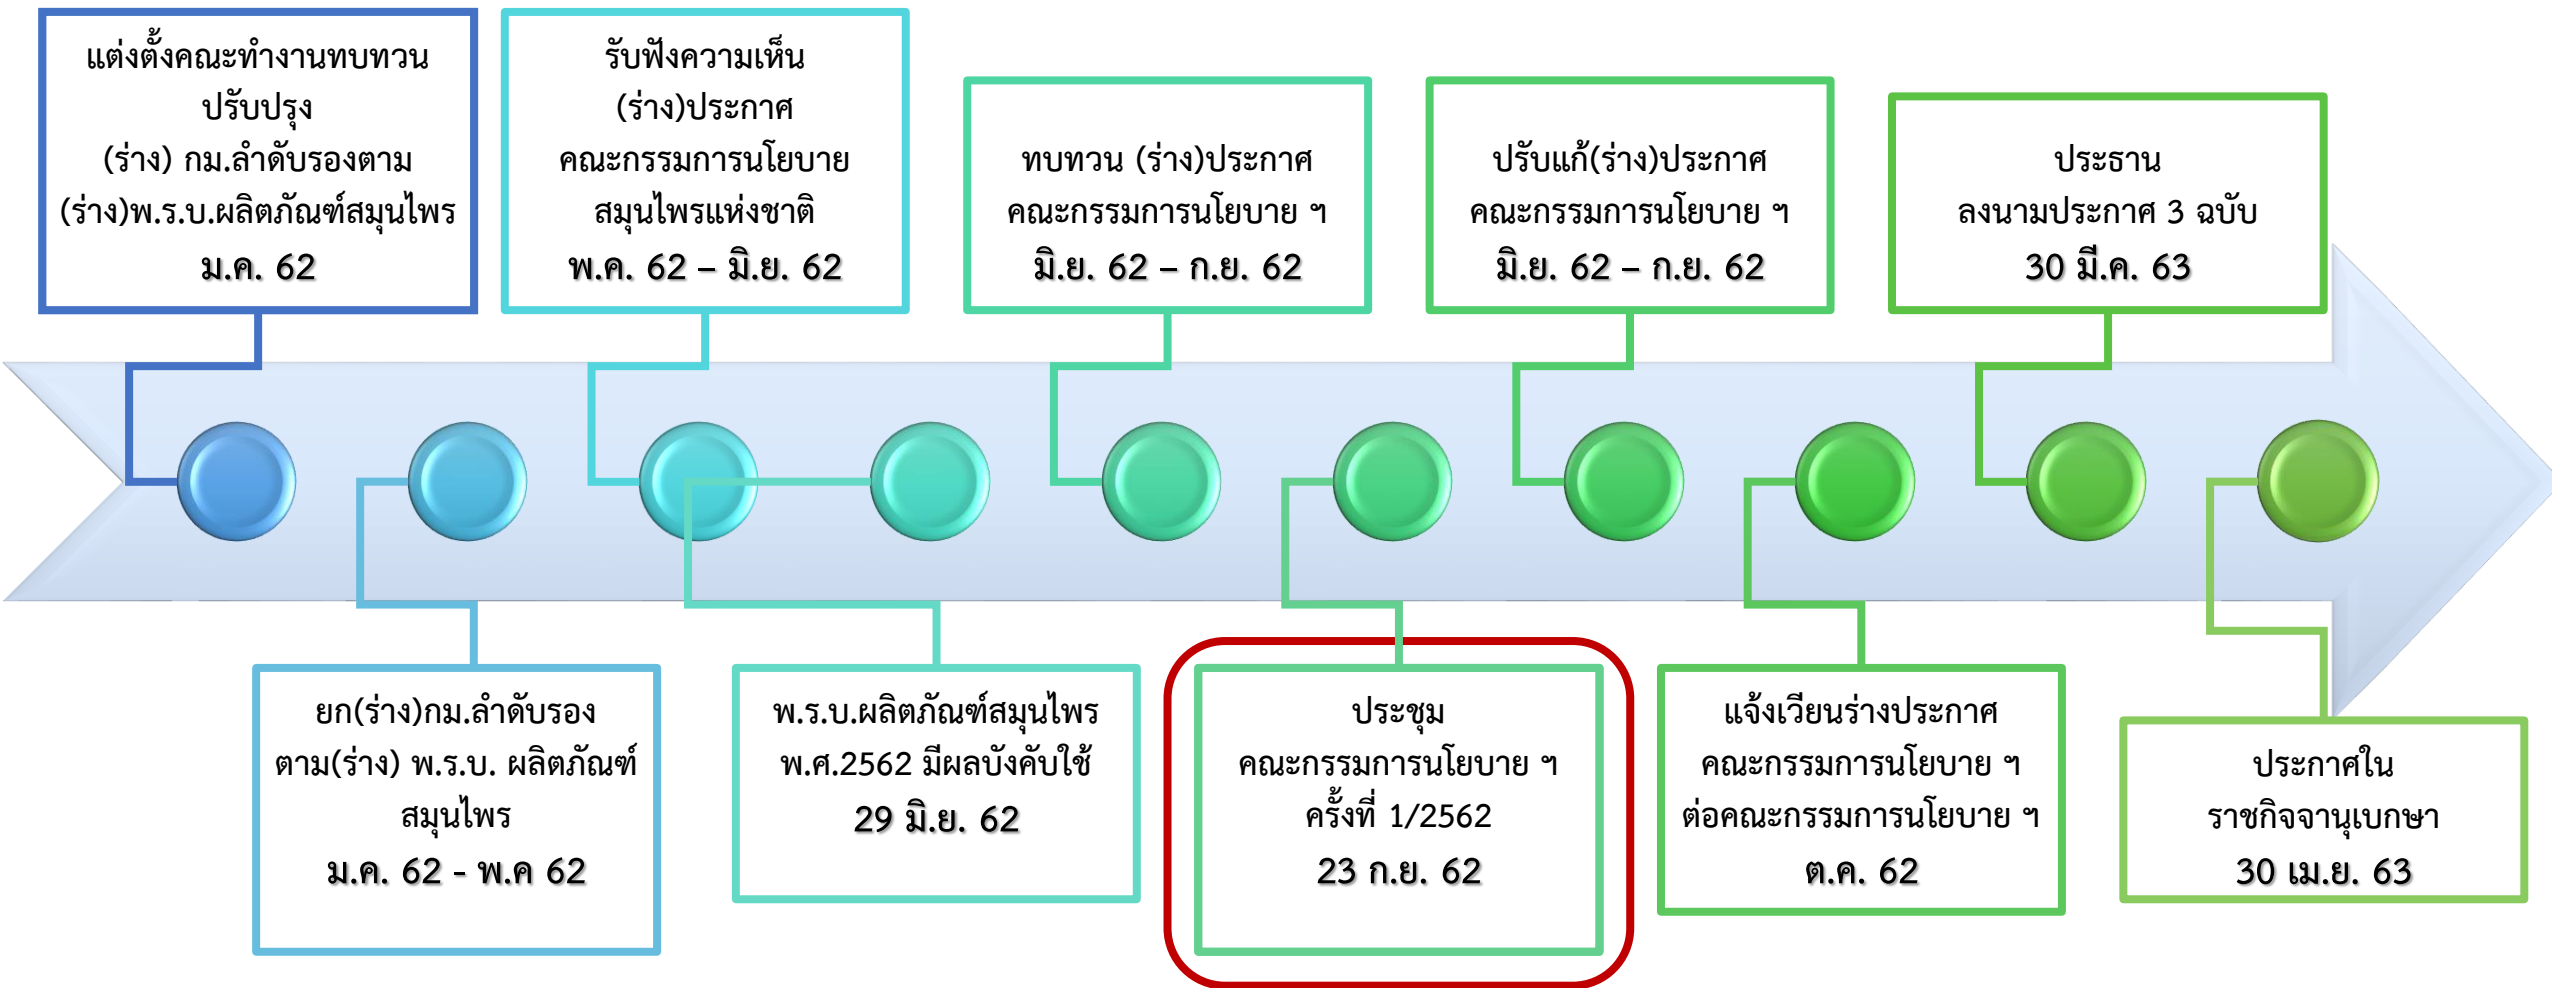 แต่งตั้งคณะทำงานทบทวน
ปรับปรุง
(ร่าง) กม.ลำดับรองตาม
(ร่าง)พ.ร.บ.ผลิตภัณฑ์สมุนไพร
ม.ค. 62
รับฟังความเห็น
(ร่าง)ประกาศ
คณะกรรมการนโยบาย
สมุนไพรแห่งชาติ
พ.ค. 62 – มิ.ย. 62
ทบทวน (ร่าง)ประกาศ
คณะกรรมการนโยบาย ฯ
มิ.ย. 62 – ก.ย. 62
ปรับแก้(ร่าง)ประกาศ
คณะกรรมการนโยบาย ฯ
มิ.ย. 62 – ก.ย. 62
ประธาน
ลงนามประกาศ 3 ฉบับ
30 มี.ค. 63
ยก(ร่าง)กม.ลำดับรอง
ตาม(ร่าง) พ.ร.บ. ผลิตภัณฑ์
สมุนไพร
ม.ค. 62 - พ.ค 62
พ.ร.บ.ผลิตภัณฑ์สมุนไพร
พ.ศ.2562 มีผลบังคับใช้
29 มิ.ย. 62
ประชุม
คณะกรรมการนโยบาย ฯ
ครั้งที่ 1/2562
23 ก.ย. 62
แจ้งเวียนร่างประกาศ
คณะกรรมการนโยบาย ฯ
ต่อคณะกรรมการนโยบาย ฯ
ต.ค. 62
ประกาศใน
ราชกิจจานุเบกษา
30 เม.ย. 63